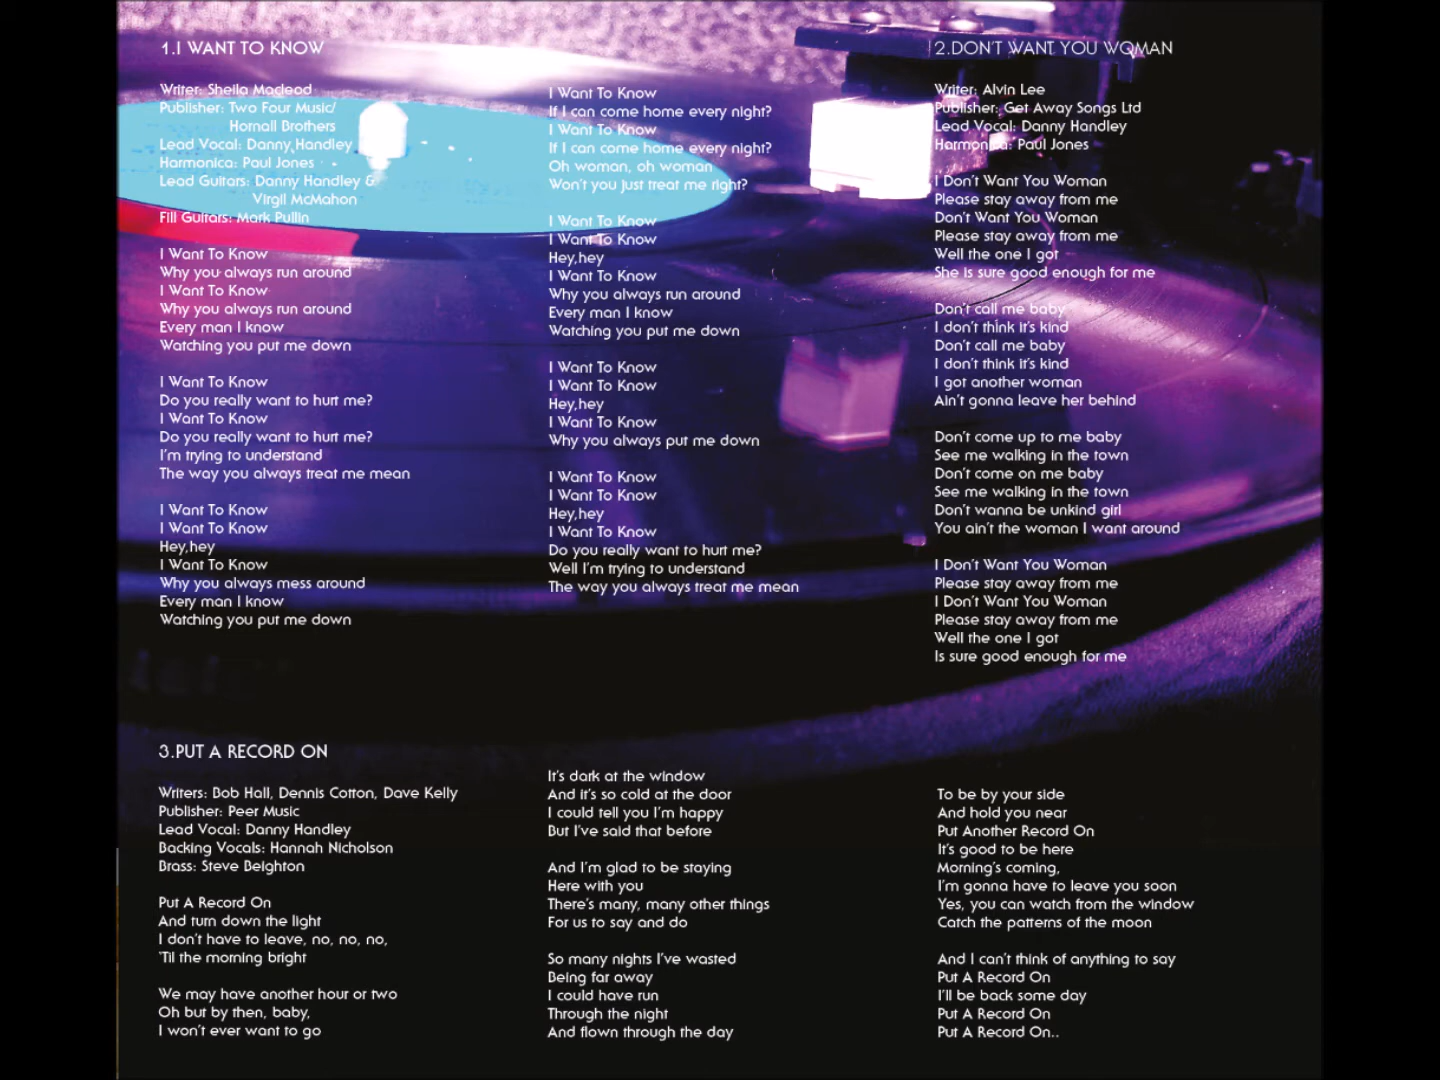 1.I WANT TO KNOW
Writer: Sheila Macleod
Publisher: Two Four Music/
Hornall Brothers
Lead Vocal: Danny Handley
Harmonica: Paul Jones
Lead Guitars: Danny Handley &
Virgil McMahon
Fill Guitars: Mark Pullin
I Want To Know
Why you always run around
I Want To Know
Why you always run around
Every man I know
Watching you put me down
I Want To Know
Do you really want to hurt me?
I Want To Know
Do you really want to hurt me?
I'm trying to understand
The way you always treat me mean
I Want To Know
I Want To Know
Hey,hey
I Want To Know
Why you always mess around
Every man I know
Watching you put me down
I Want To Know
If I can come home every night?
I Want To Know
If I can come home every night?
Oh woman, oh woman
Won't you just treat me right?
I Want To Know
I Want To Know
Hey,hey
I Want To Know
Why you always run around
Every man I know
Watching you put me down
I Want To Know
I Want To Know
Hey,hey
I Want To Know
Why you always put me down
I Want To Know
I Want To Know
Hey,hey
I Want To Know
Do you really want to hurt me?
Well I'm trying to understand
The way you always treat me mean
2.DON'T WANT YOU WOMAN
Writer: Alvin Lee
Publisher: Get Away Songs Ltd
Lead Vocal: Danny Handley
Harmonica: Paul Jones
I Don't Want You Woman
Please stay away from me
Don't Want You Woman
Please stay away from me
Well the one I got
She is sure good enough for me
Don't call me baby
I don't think it's kind
Don't call me baby
I don't think it's kind
I got another woman
Ain't gonna leave her behind
Don't come up to me baby
See me walking in the town
Don't come on me baby
See me walking in the town
Don't wanna be unkind girl
You ain't the woman I want around
I Don't Want You Woman
Please stay away from me
I Don't Want You Woman
Please stay away from me
Well the one I got
Is sure good enough for me
3.PUT A RECORD ON
Writers: Bob Hall, Dennis Cotton, Dave Kelly
Publisher: Peer Music
Lead Vocal: Danny Handley
Backing Vocals: Hannah Nicholson
Brass: Steve Beighton
Put A Record On
And turn down the light
I don't have to leave, no, no, no,
'Til the morning bright
We may have another hour or two
Oh but by then, baby,
I won't ever want to go
It's dark at the window
And it's so cold at the door
I could tell you I'm happy
But I've said that before
And I'm glad to be staying
Here with you
There's many, many other things
For us to say and do
So many nights I've wasted
Being far away
I could have run
Through the night
And flown through the day
To be by your side
And hold you near
Put Another Record On
It's good to be here
Morning's coming,
I'm gonna have to leave you soon
Yes, you can watch from the window
Catch the patterns of the moon
And I can't think of anything to say
Put A Record On
I'll be back some day
Put A Record On
Put A Record On..